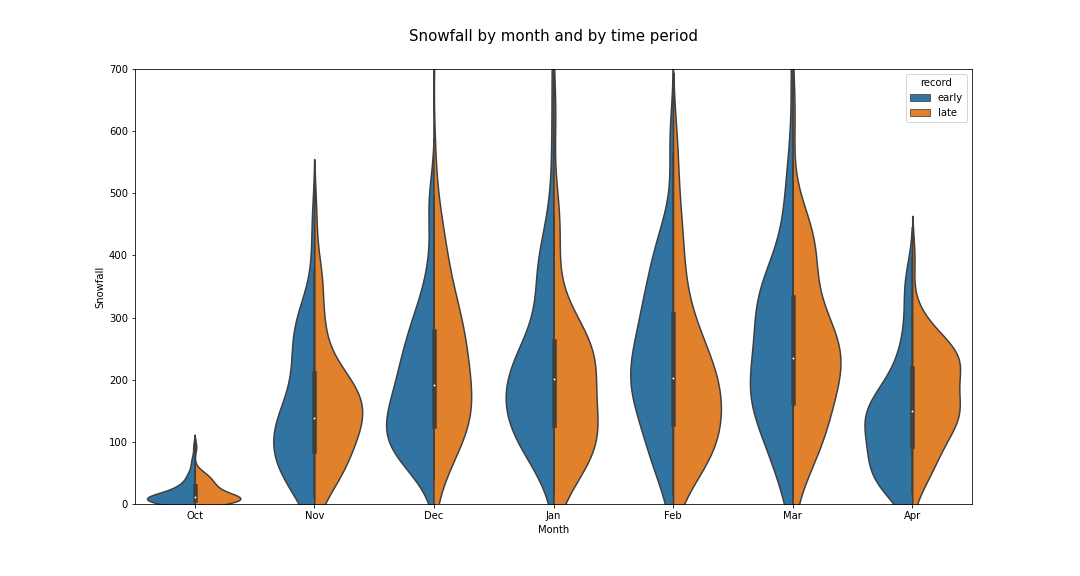 Snowfall by month and by time period
700
600
500
400
300
200
100
0
Snowfall
record
early
late
Oct Nov Dec Jan Feb Mar Apr
Month